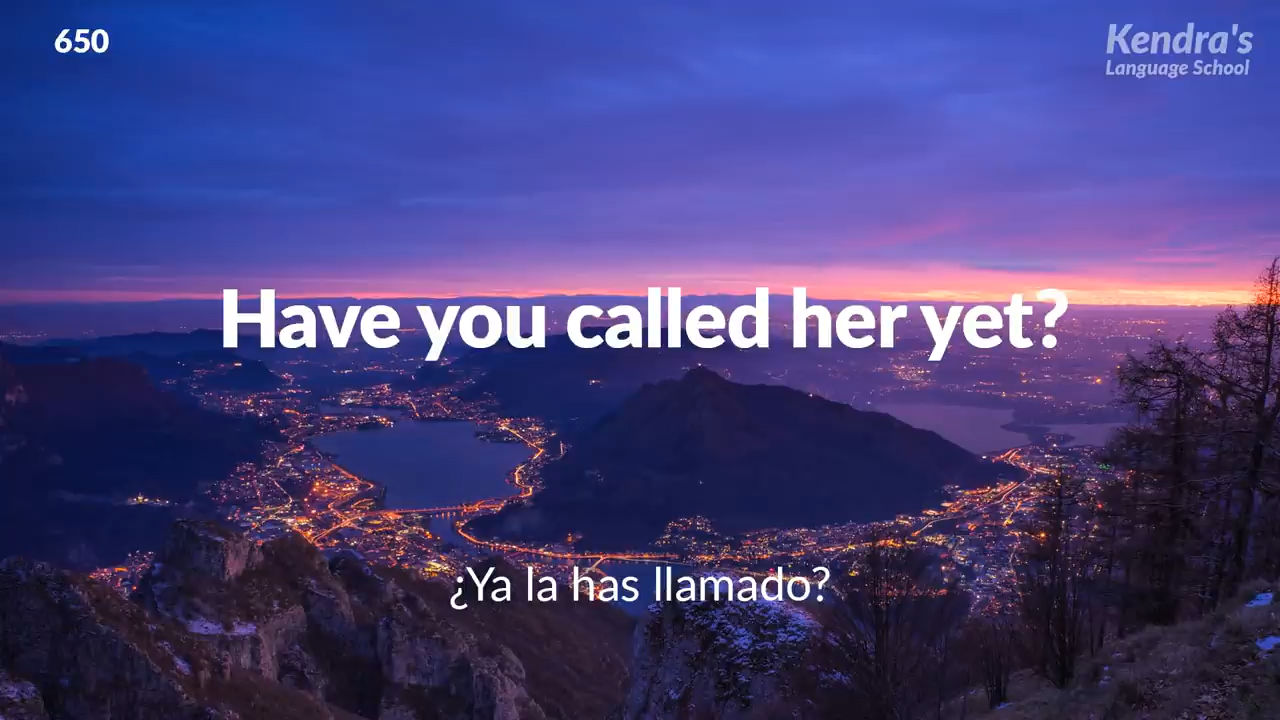 650
Kendra's
Language School
Have you called her yet?
¿Ya la has llamado?